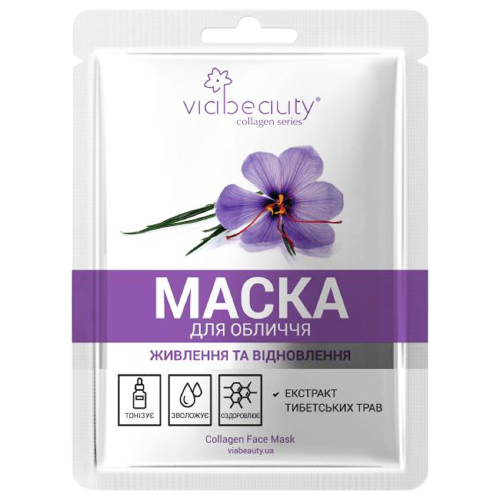 viabeauty®
collagen series
МАСКА
ДЛЯ ОБЛИЧЧЯ
ЖИВЛЕННЯ ТА ВІДНОВЛЕННЯ
ТОНІЗУЄ
ЗВОЛОЖУЄ
ОЗДОРОВЛЮЄ
✓ ЕКСТРАКТ
ТИБЕТСЬКИХ ТРАВ
Collagen Face Mask
viabeauty.ua